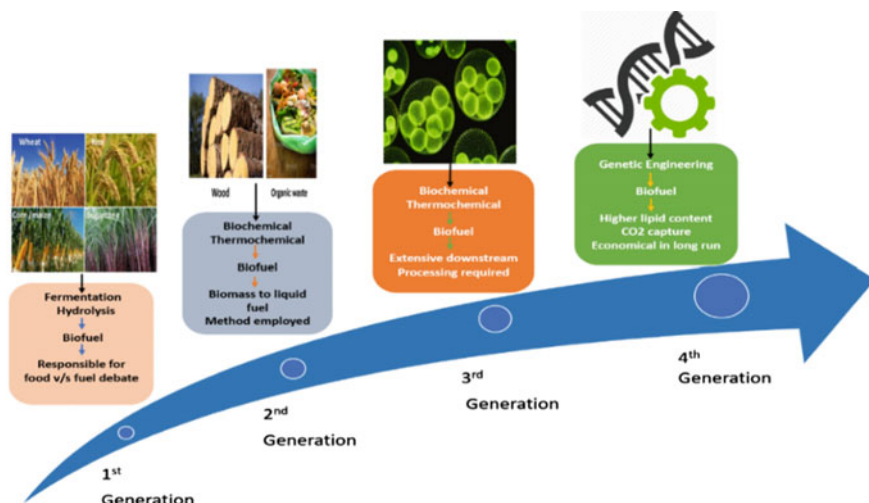 Wheat
Rice
Corn /maize
Sugarcane
Fermentation
Hydrolysis
Biofuel
Responsible for
food v/s fuel debate
1st
Generation
Wood
Organic waste
Biochemical
Thermochemical
Biofuel
Biomass to liquid
fuel
Method employed
2nd
Generation
Biochemical
Thermochemical
Biofuel
Extensive downstream
Processing required
3rd
Generation
Genetic Engineering
Biofuel
Higher lipid content
CO2 capture
Economical in long run
4th
Generation